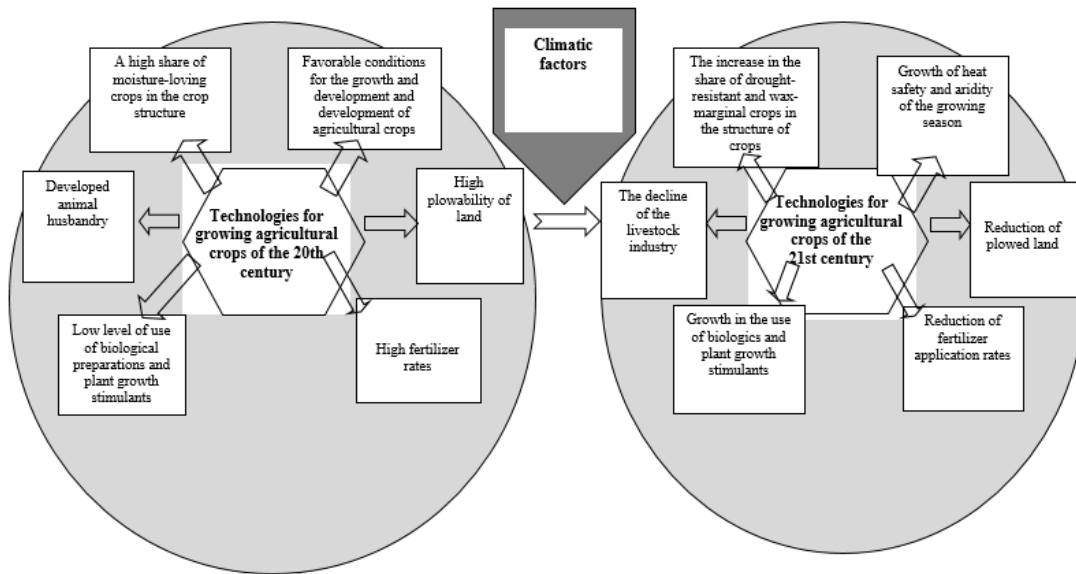 A high share of
moisture-loving
crops in the crop
structure
Favorable conditions
for the growth and
development and
development of
agricultural crops
Developed
animal
husbandry
Technologies for
growing agricultural
crops of the 20th
century
High
plowability of
land
Low level of use
of biological
preparations and
plant growth
stimulants
High fertilizer
rates
Climatic
factors
The increase in the
share of drought-
resistant and wax-
marginal crops in
the structure of
crops
Growth of heat
safety and aridity
of the growing
season
The decline of
the livestock
industry
Technologies for
growing agricultural
crops of the
21st century
Reduction of
plowed land
Growth in the use
of biologics and
plant growth
stimulants
Reduction of
fertilizer
application rates